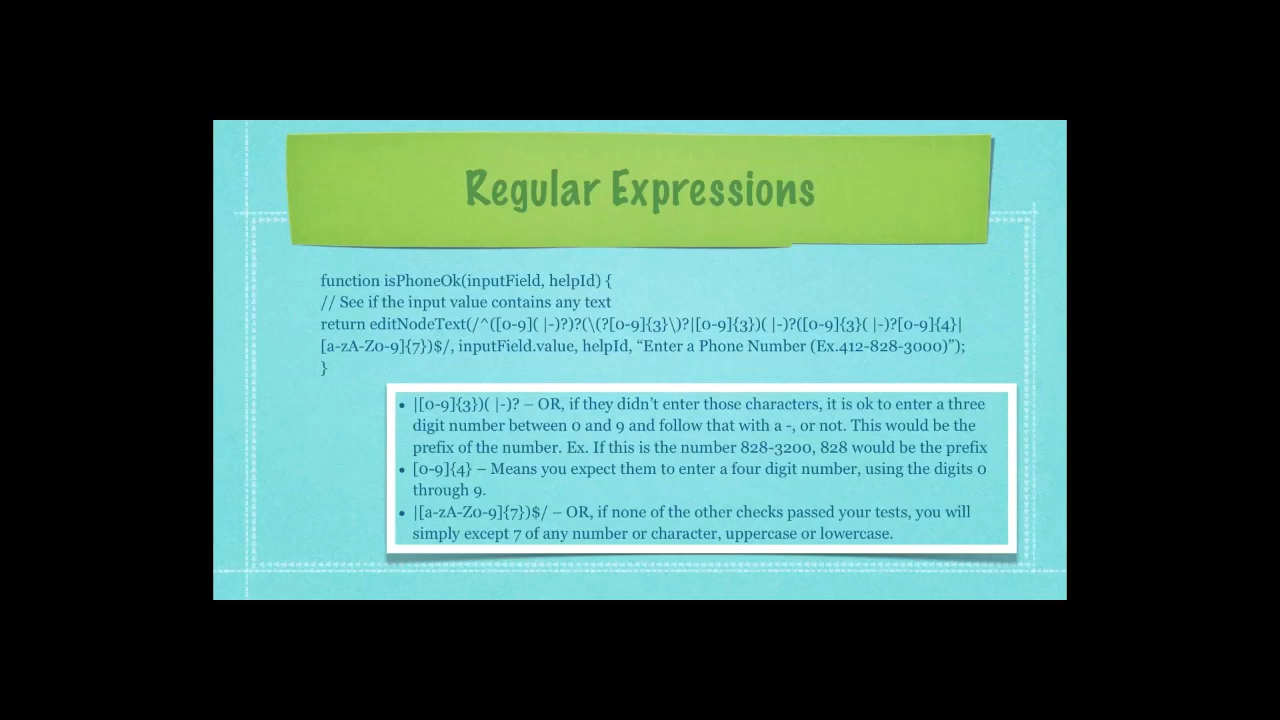 Regular Expressions
function isPhoneOk(inputField, helpId) {
// See if the input value contains any text
return editNodeText(/^([0-9]( |-)?)?(\(?[0-9]{3}\)?|[0-9]{3})( |-)?([0-9]{3}( |-)?[0-9]{4}|
[a-zA-Z0-9]{7})$/, inputField.value, helpId, “Enter a Phone Number (Ex.412-828-3000)”);
}
• |[0-9]{3})( |-)? – OR, if they didn’t enter those characters, it is ok to enter a three
digit number between 0 and 9 and follow that with a -, or not. This would be the
prefix of the number. Ex. If this is the number 828-3200, 828 would be the prefix
• [0-9]{4} – Means you expect them to enter a four digit number, using the digits 0
through 9.
• |[a-zA-Z0-9]{7})$/ – OR, if none of the other checks passed your tests, you will
simply except 7 of any number or character, uppercase or lowercase.